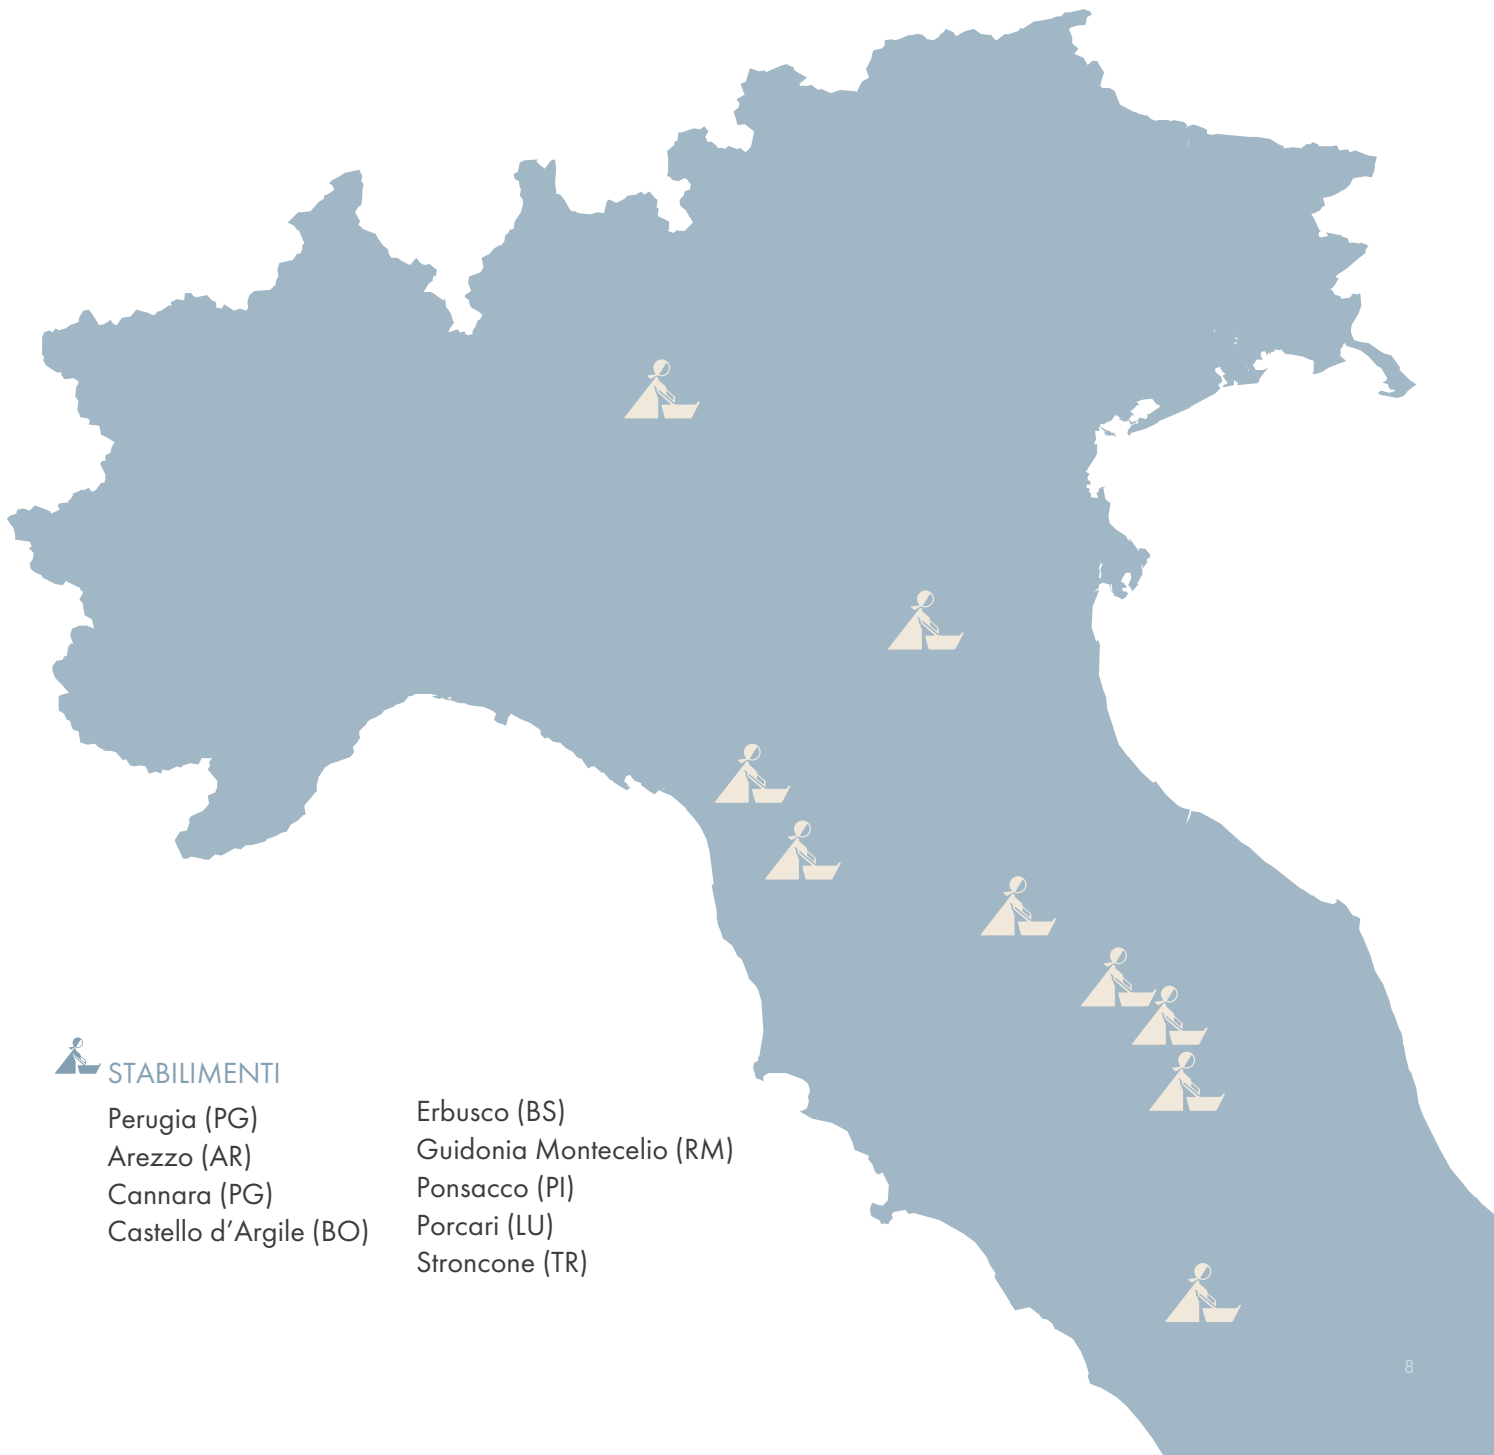 STABILIMENTI
Perugia (PG)
Arezzo (AR)
Cannara (PG)
Castello d’Argile (BO)
Erbusco (BS)
Guidonia Montecelio (RM)
Ponsacco (PI)
Porcari (LU)
Stroncone (TR)
8